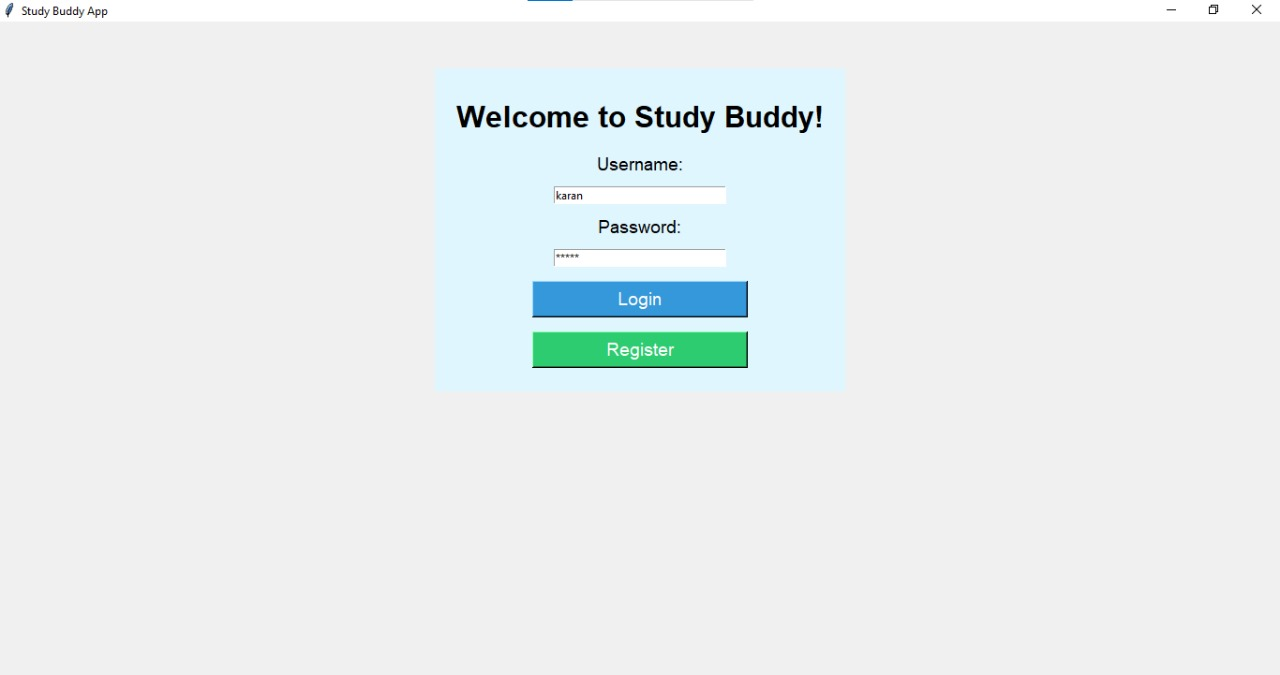 Study Buddy App
Welcome to Study Buddy!
Username:
karan
Password:
*****
Login
Register